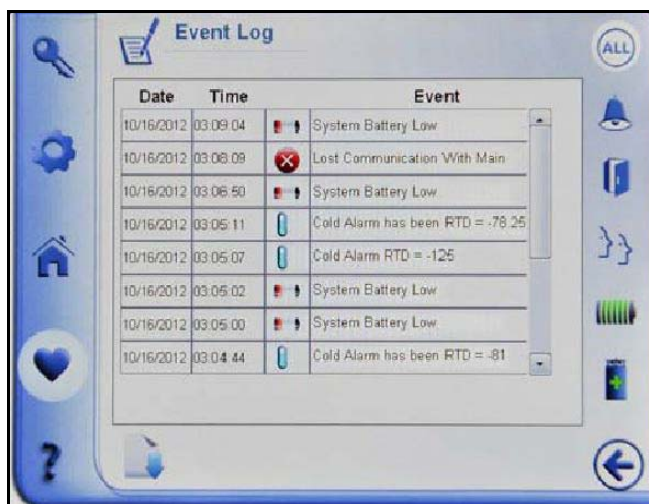 Event Log
ALL
Date Time Event
10/16/2012 03:09:04 System Battery Low
10/16/2012 03:08:09 Lost Communication With Main
10/16/2012 03:06:50 System Battery Low
10/16/2012 03:05:11 Cold Alarm has been RTD = -78.25
10/16/2012 03:05:07 Cold Alarm RTD = -125
10/16/2012 03:05:02 System Battery Low
10/16/2012 03:05:00 System Battery Low
10/16/2012 03:04:44 Cold Alarm has been RTD = -81
?